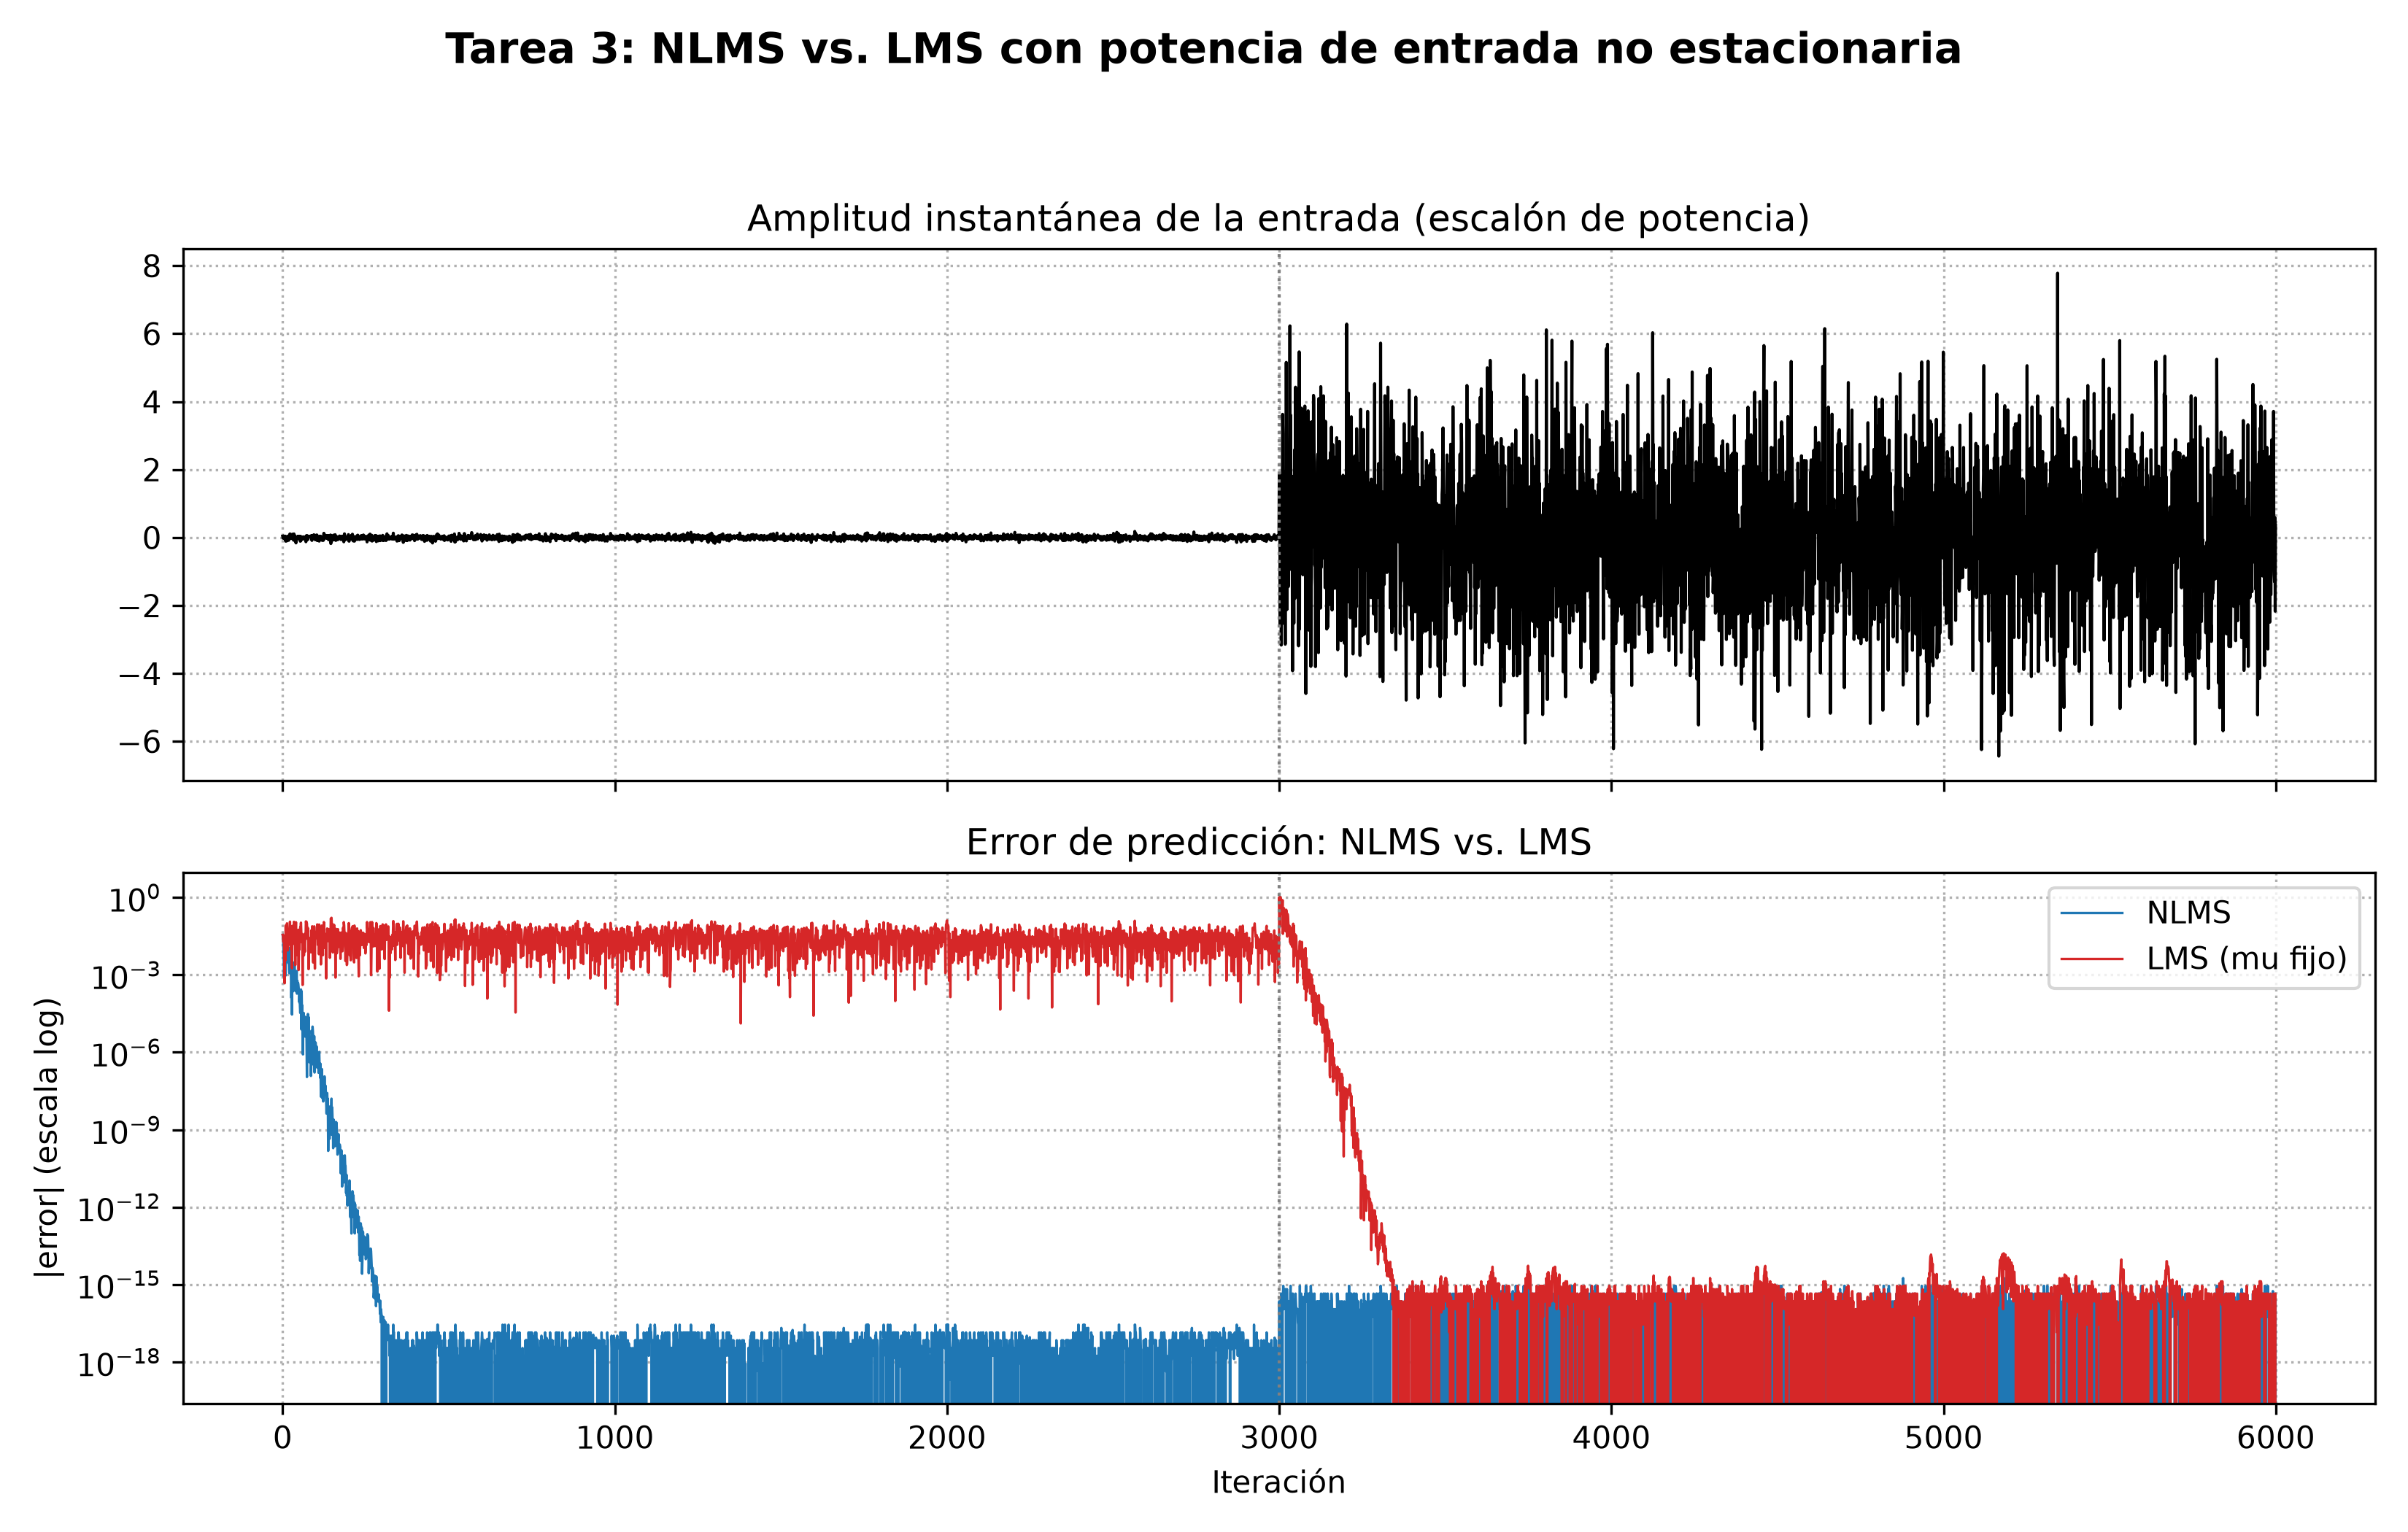 Tarea 3: NLMS vs. LMS con potencia de entrada no estacionaria
Amplitud instantánea de la entrada (escalón de potencia)
8
6
4
2
0
−2
−4
−6
Error de predicción: NLMS vs. LMS
|error| (escala log)
10⁰
10⁻³
10⁻⁶
10⁻⁹
10⁻¹²
10⁻¹⁵
10⁻¹⁸
NLMS
LMS (mu fijo)
0 1000 2000 3000 4000 5000 6000
Iteración